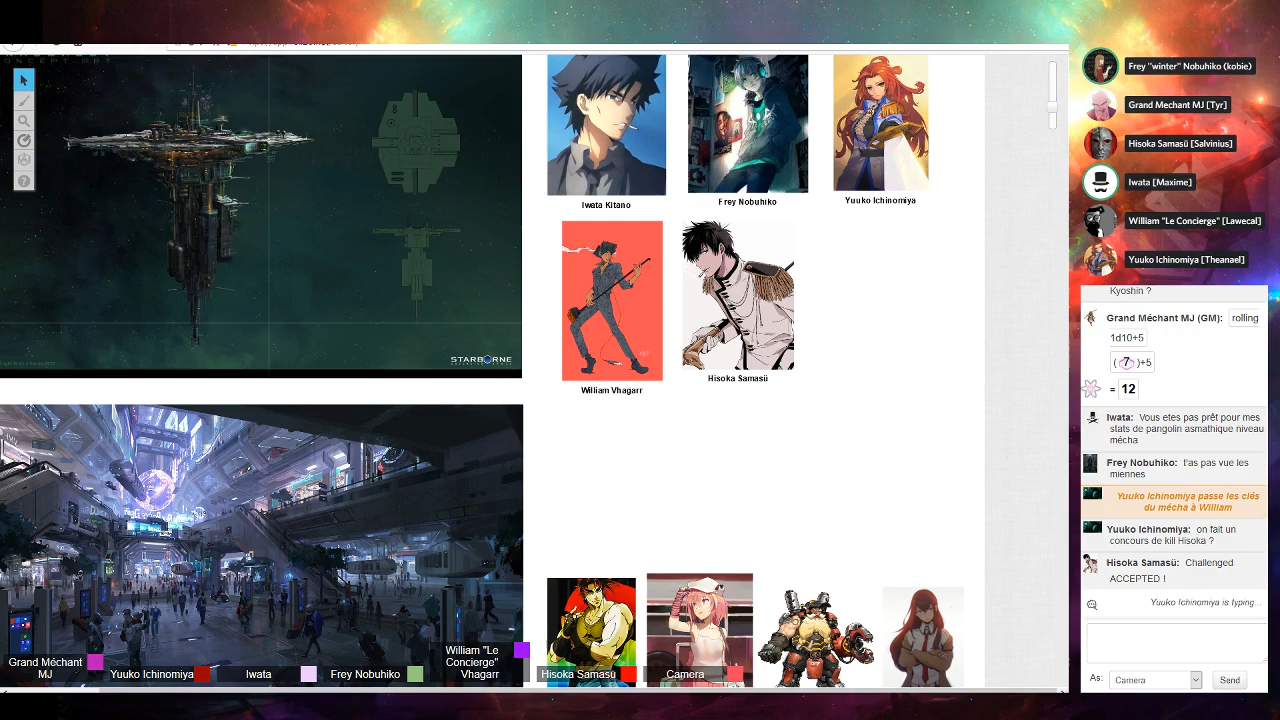 CONCEPT ART
STARBORNE
Iwata Kitano
Frey Nobuhiko
Yuuko Ichinomiya
William Vhagarr
Hisoka Samasü
Grand Méchant
MJ
Yuuko Ichinomiya
Iwata
Frey Nobuhiko
William "Le
Concierge"
Vhagarr
Hisoka Samasü
Camera
Frey "winter" Nobuhiko (kobie)
Grand Mechant MJ [Tyr]
Hisoka Samasü [Salvinius]
Iwata [Maxime]
William "Le Concierge" [Lawecal]
Yuuko Ichinomiya [Theanael]
Kyoshin ?
Grand Méchant MJ (GM): rolling
1d10+5
( 7 )+5
= 12
Iwata: Vous etes pas prêt pour mes
stats de pangolin asmathique niveau
mécha
Frey Nobuhiko: t'as pas vue les
miennes
Yuuko Ichinomiya passe les clés
du mécha à William
Yuuko Ichinomiya: on fait un
concours de kill Hisoka ?
Hisoka Samasü: Challenged
ACCEPTED !
Yuuko Ichinomiya is typing...
As: Camera
Send